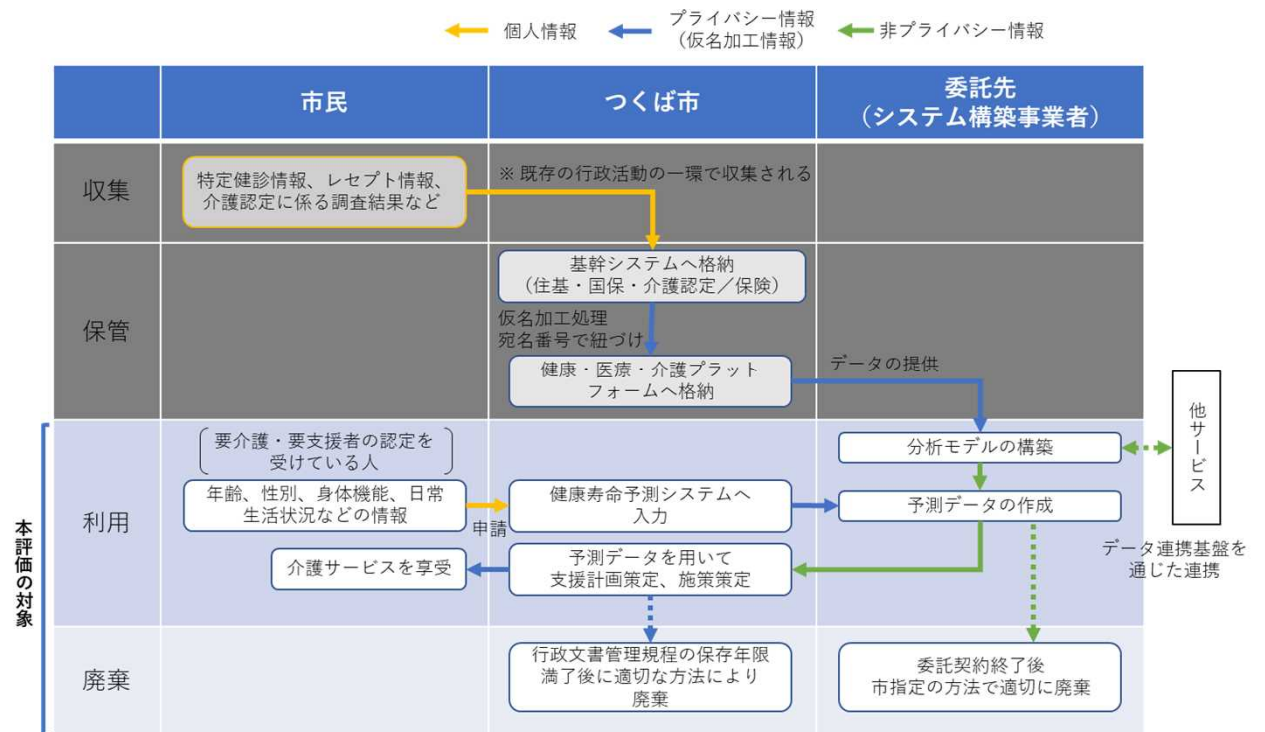 個人情報
プライバシー情報
(仮名加工情報)
非プライバシー情報
市民
つくば市
委託先
(システム構築事業者)
収集
特定健診情報、レセプト情報、
介護認定に係る調査結果など
※ 既存の行政活動の一環で収集される
保管
基幹システムへ格納
(住基・国保・介護認定/保険)
仮名加工処理
宛名番号で紐づけ
健康・医療・介護プラット
フォームへ格納
データの提供
他サービス
データ連携基盤を
通じた連携
本評価の対象
利用
要介護・要支援者の認定を
受けている人
年齢、性別、身体機能、日常
生活状況などの情報
申請
健康寿命予測システムへ
入力
分析モデルの構築
予測データの作成
介護サービスを享受
予測データを用いて
支援計画策定、施策策定
廃棄
行政文書管理規程の保存年限
満了後に適切な方法により
廃棄
委託契約終了後
市指定の方法で適切に廃棄